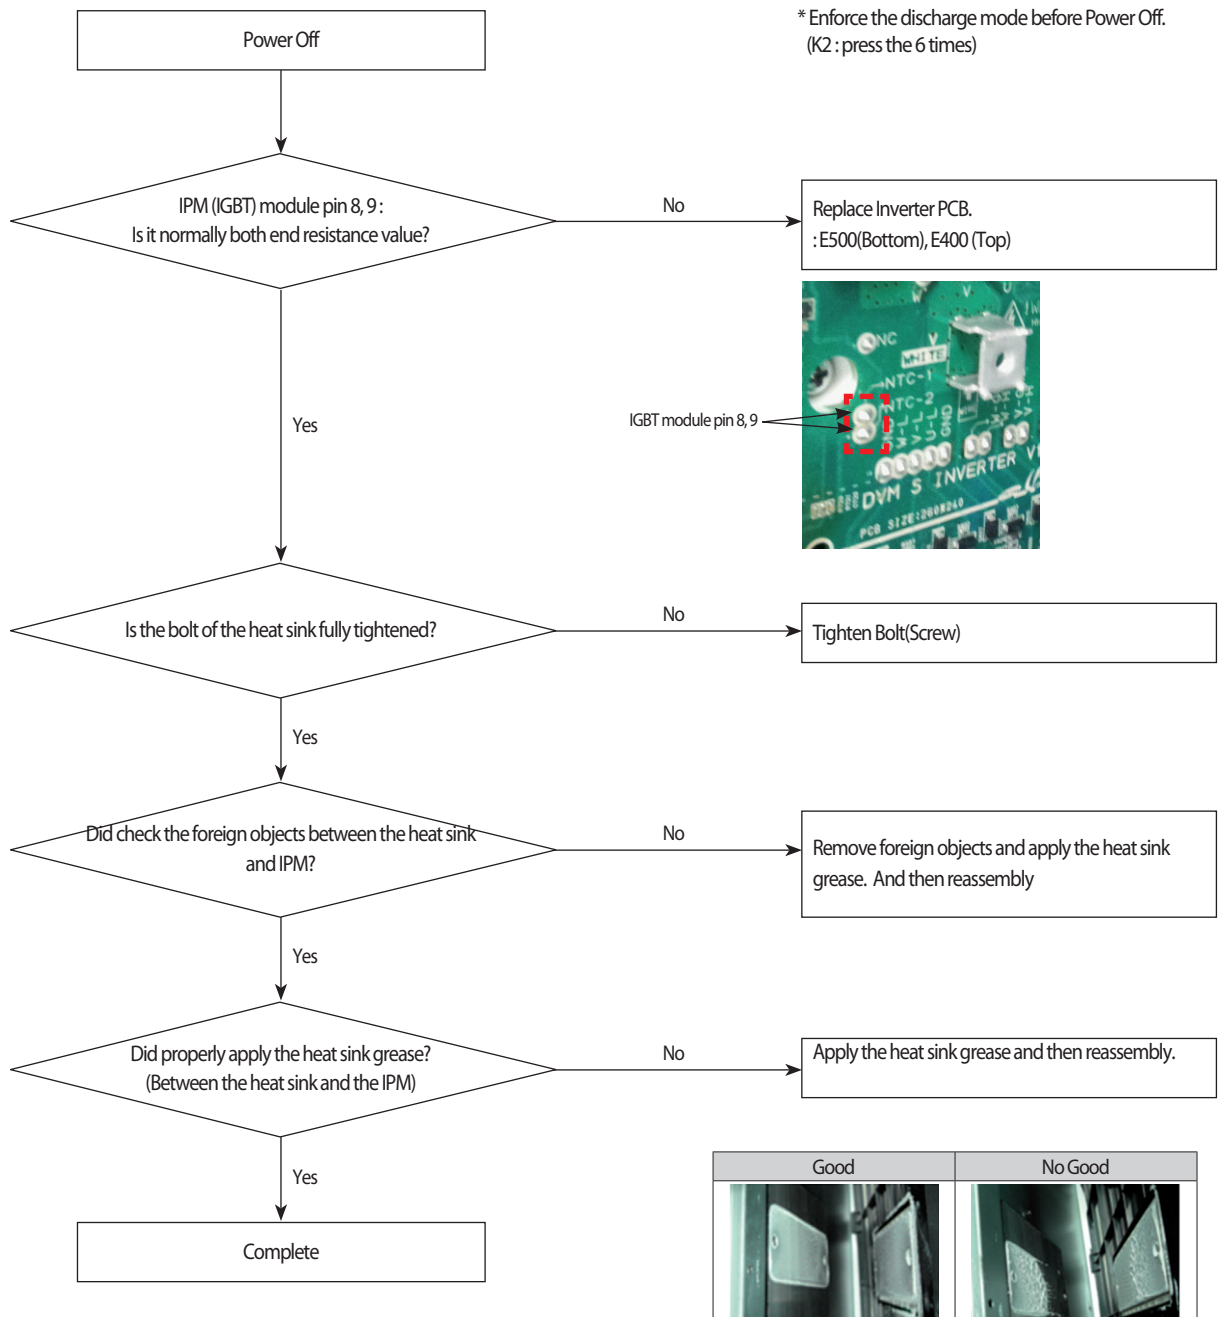 * Enforce the discharge mode before Power Off.
(K2 : press the 6 times)
Power Off
IPM (IGBT) module pin 8, 9 :
Is it normally both end resistance value?
No
Replace Inverter PCB.
: E500(Bottom), E400 (Top)
Yes
IGBT module pin 8, 9
NC
V
WHITE
NTC-1
NTC-2
W-L
V-L
U-L
GND
DVM S INVERTER
PCB SIZE:260W240
Is the bolt of the heat sink fully tightened?
No
Tighten Bolt(Screw)
Yes
Did check the foreign objects between the heat sink
and IPM?
No
Remove foreign objects and apply the heat sink
grease. And then reassembly
Yes
Did properly apply the heat sink grease?
(Between the heat sink and the IPM)
No
Apply the heat sink grease and then reassembly.
Yes
Complete
Good
No Good